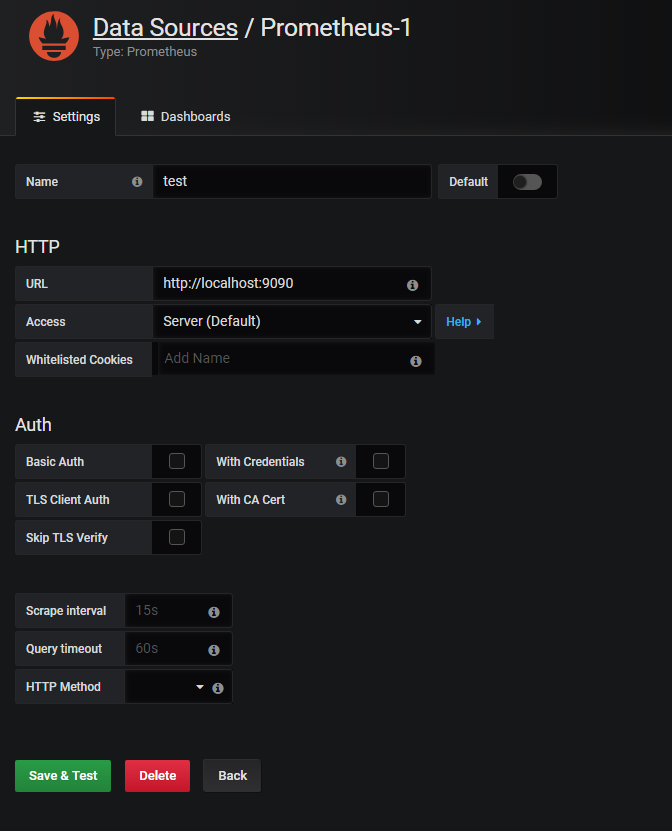 Data Sources / Prometheus-1
Type: Prometheus
Settings Dashboards
Name test Default
HTTP
URL http://localhost:9090
Access Server (Default) Help
Whitelisted Cookies Add Name
Auth
Basic Auth With Credentials
TLS Client Auth With CA Cert
Skip TLS Verify
Scrape interval 15s
Query timeout 60s
HTTP Method
Save & Test Delete Back